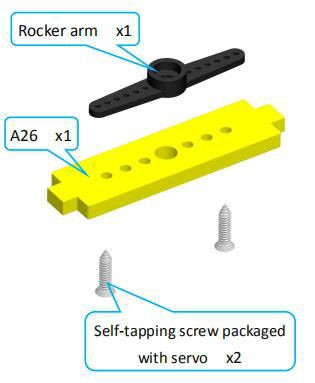 Rocker arm x1
A26 x1
Self-tapping screw packaged
with servo x2